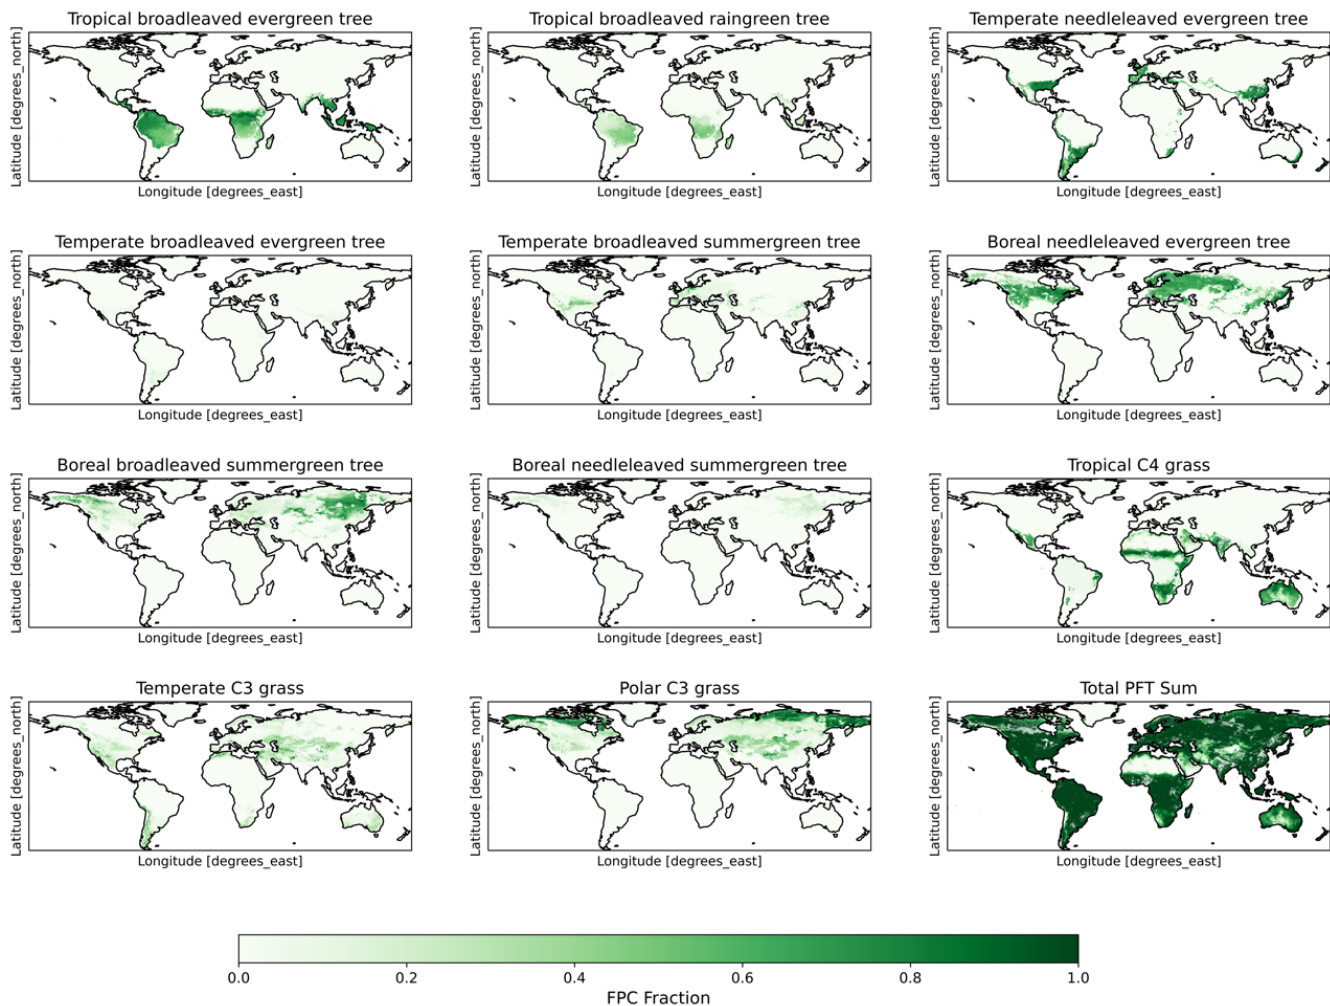 Tropical broadleaved evergreen tree
Latitude [degrees_north]
Longitude [degrees_east]
Tropical broadleaved raingreen tree
Latitude [degrees_north]
Longitude [degrees_east]
Temperate needleleaved evergreen tree
Latitude [degrees_north]
Longitude [degrees_east]
Temperate broadleaved evergreen tree
Latitude [degrees_north]
Longitude [degrees_east]
Temperate broadleaved summergreen tree
Latitude [degrees_north]
Longitude [degrees_east]
Boreal needleleaved evergreen tree
Latitude [degrees_north]
Longitude [degrees_east]
Boreal broadleaved summergreen tree
Latitude [degrees_north]
Longitude [degrees_east]
Boreal needleleaved summergreen tree
Latitude [degrees_north]
Longitude [degrees_east]
Tropical C4 grass
Latitude [degrees_north]
Longitude [degrees_east]
Temperate C3 grass
Latitude [degrees_north]
Longitude [degrees_east]
Polar C3 grass
Latitude [degrees_north]
Longitude [degrees_east]
Total PFT Sum
Latitude [degrees_north]
Longitude [degrees_east]
0.0 0.2 0.4 0.6 0.8 1.0
FPC Fraction